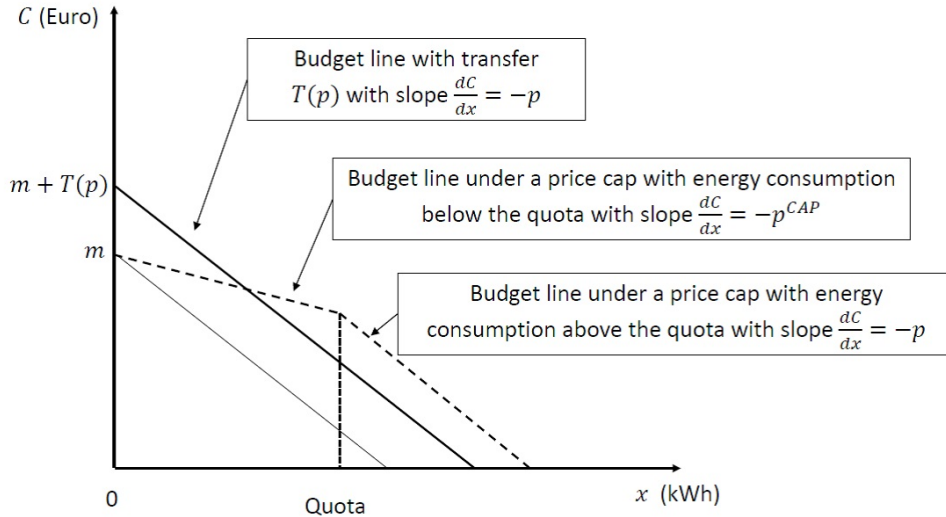 C (Euro)
Budget line with transfer
T(p) with slope dC/dx = −p
m + T(p)
Budget line under a price cap with energy consumption
below the quota with slope dC/dx = −p^CAP
m
Budget line under a price cap with energy
consumption above the quota with slope dC/dx = −p
0
Quota
x (kWh)